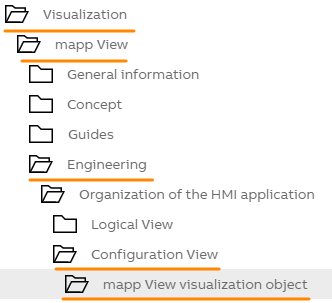 Visualization
mapp View
General information
Concept
Guides
Engineering
Organization of the HMI application
Logical View
Configuration View
mapp View visualization object